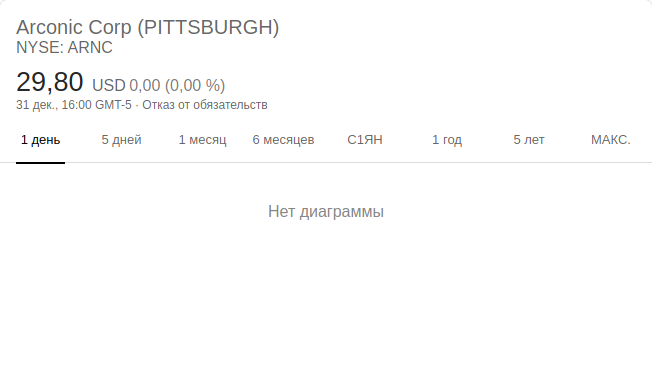 Arconic Corp (PITTSBURGH)
NYSE: ARNC
29,80 USD 0,00 (0,00 %)
31 дек., 16:00 GMT-5 · Отказ от обязательств
1 день 5 дней 1 месяц 6 месяцев С1ЯН 1 год 5 лет МАКС.
Нет диаграммы